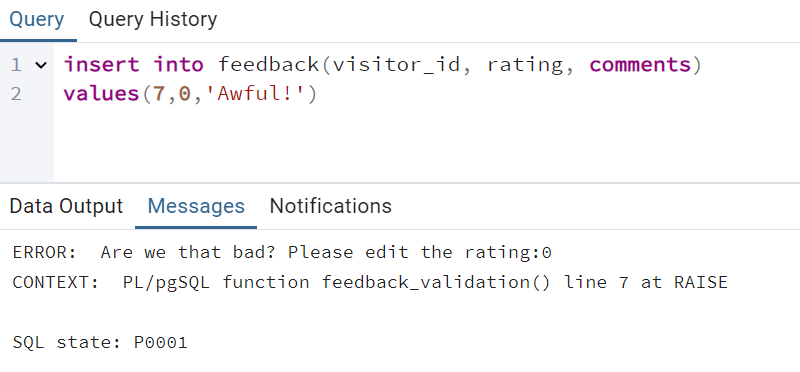 Query Query History
1 insert into feedback(visitor_id, rating, comments)
2 values(7,0,'Awful!')
Data Output Messages Notifications
ERROR:  Are we that bad? Please edit the rating:0
CONTEXT:  PL/pgSQL function feedback_validation() line 7 at RAISE
SQL state: P0001